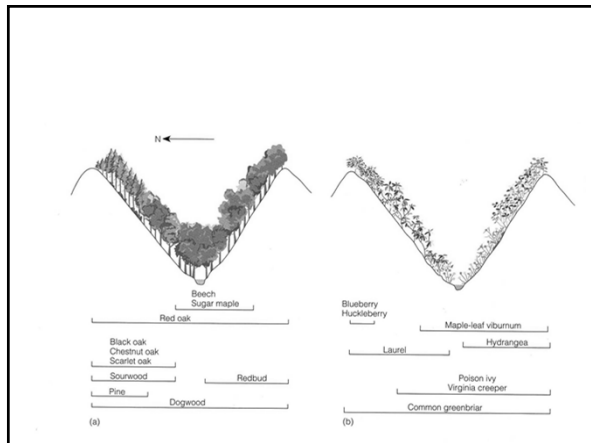 N
Beech
Sugar maple
Red oak
Black oak
Chestnut oak
Scarlet oak
Sourwood
Redbud
Pine
Dogwood
(a)
Blueberry
Huckleberry
Maple-leaf viburnum
Hydrangea
Laurel
Poison ivy
Virginia creeper
Common greenbriar
(b)